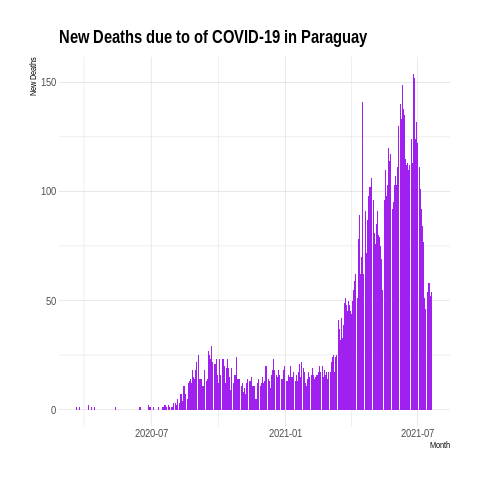 New Deaths due to of COVID-19 in Paraguay
New Deaths
150
100
50
0
2020-07
2021-01
2021-07
Month